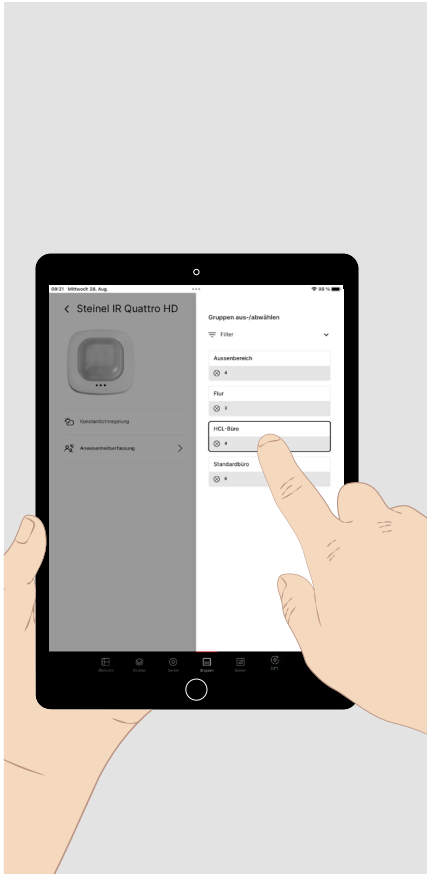 09:21 Mittwoch 28. Aug.
99 %
Steinel IR Quattro HD
Konstantlichtregelung
Anwesenheitserfassung
Gruppen aus-/abwählen
Filter
Aussenbereich
4
Flur
HCL-Büro
4
Standardbüro
6
Gruppen